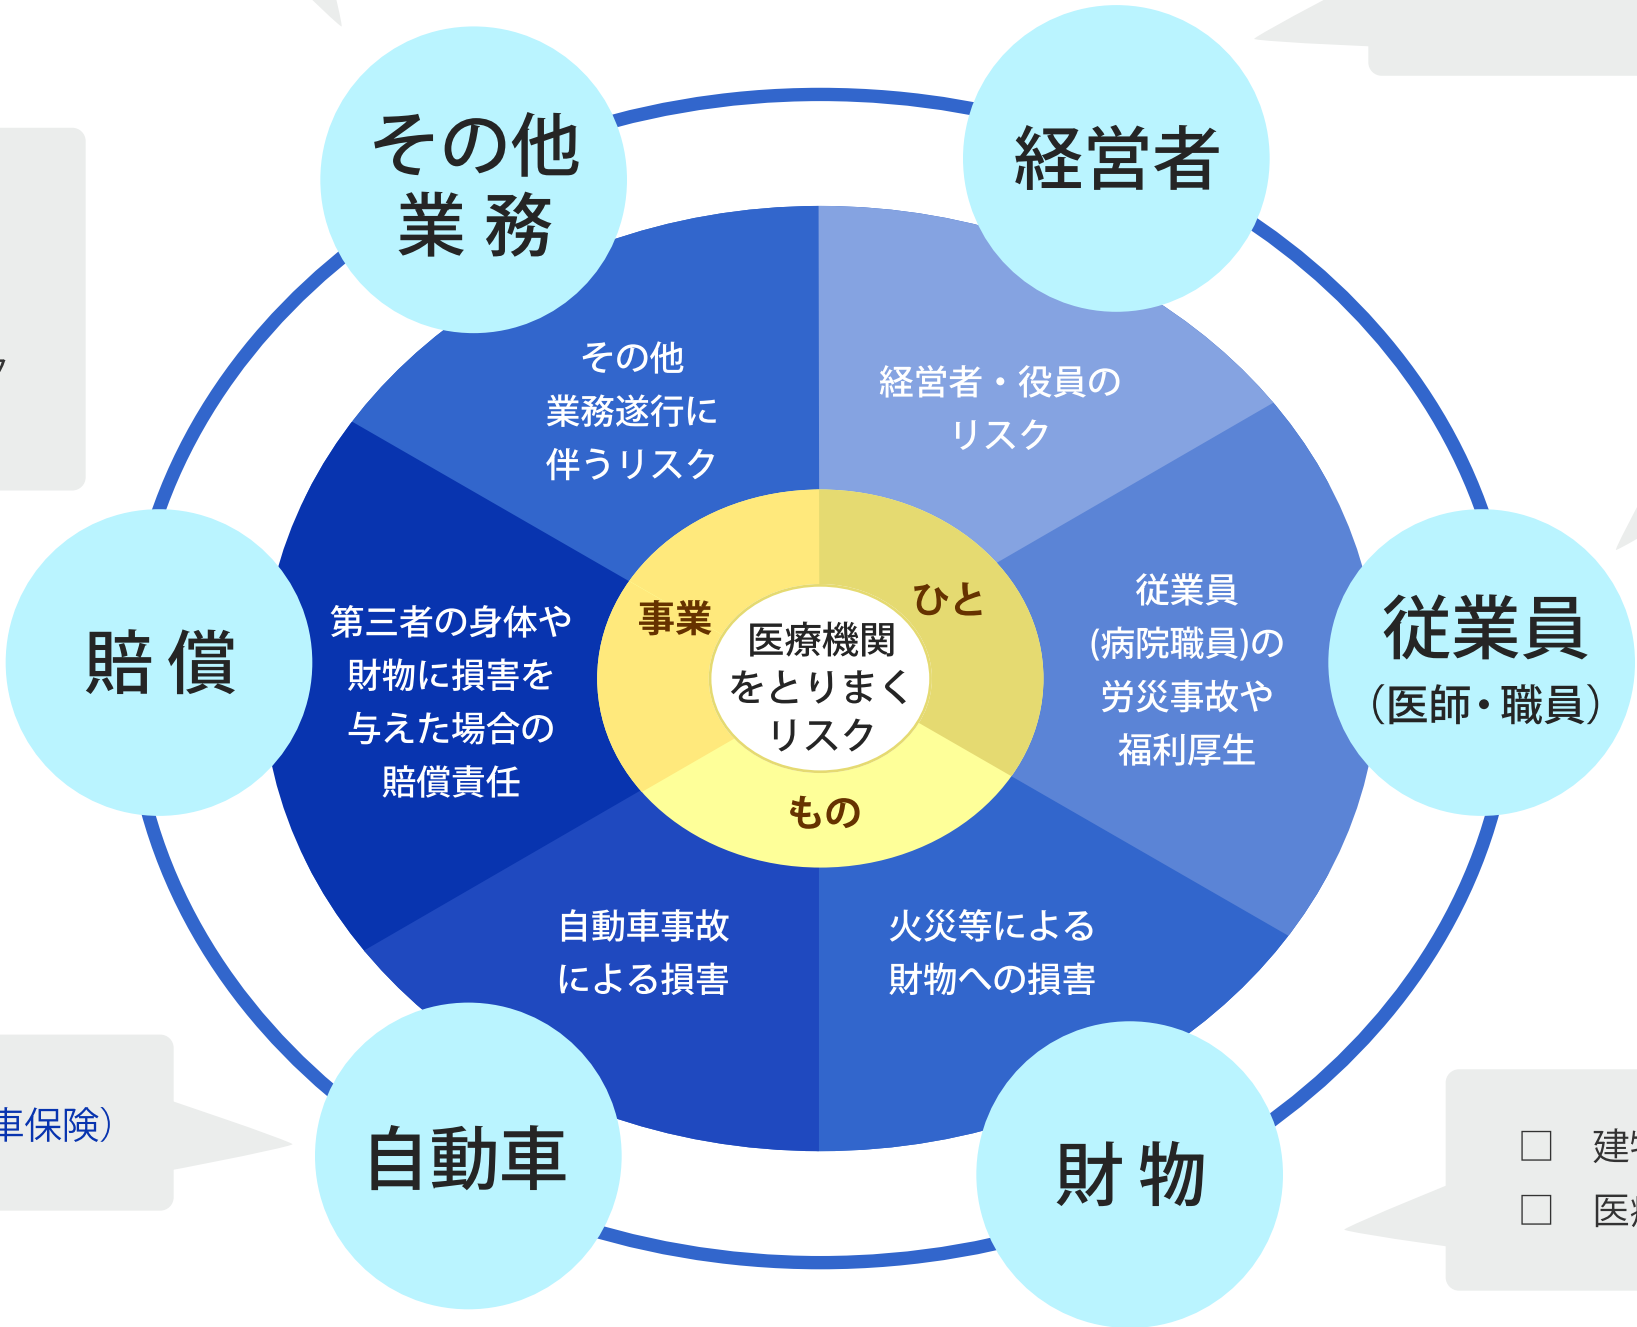 その他
業務
経営者
その他
業務遂行に
伴うリスク
経営者・役員の
リスク
賠償
第三者の身体や
財物に損害を
与えた場合の
賠償責任
事業
ひと
もの
医療機関
をとりまく
リスク
従業員
(病院職員)の
労災事故や
福利厚生
従業員
（医師・職員）
自動車事故
による損害
火災等による
財物への損害
車保険）
自動車
財物
□ 建
□ 医